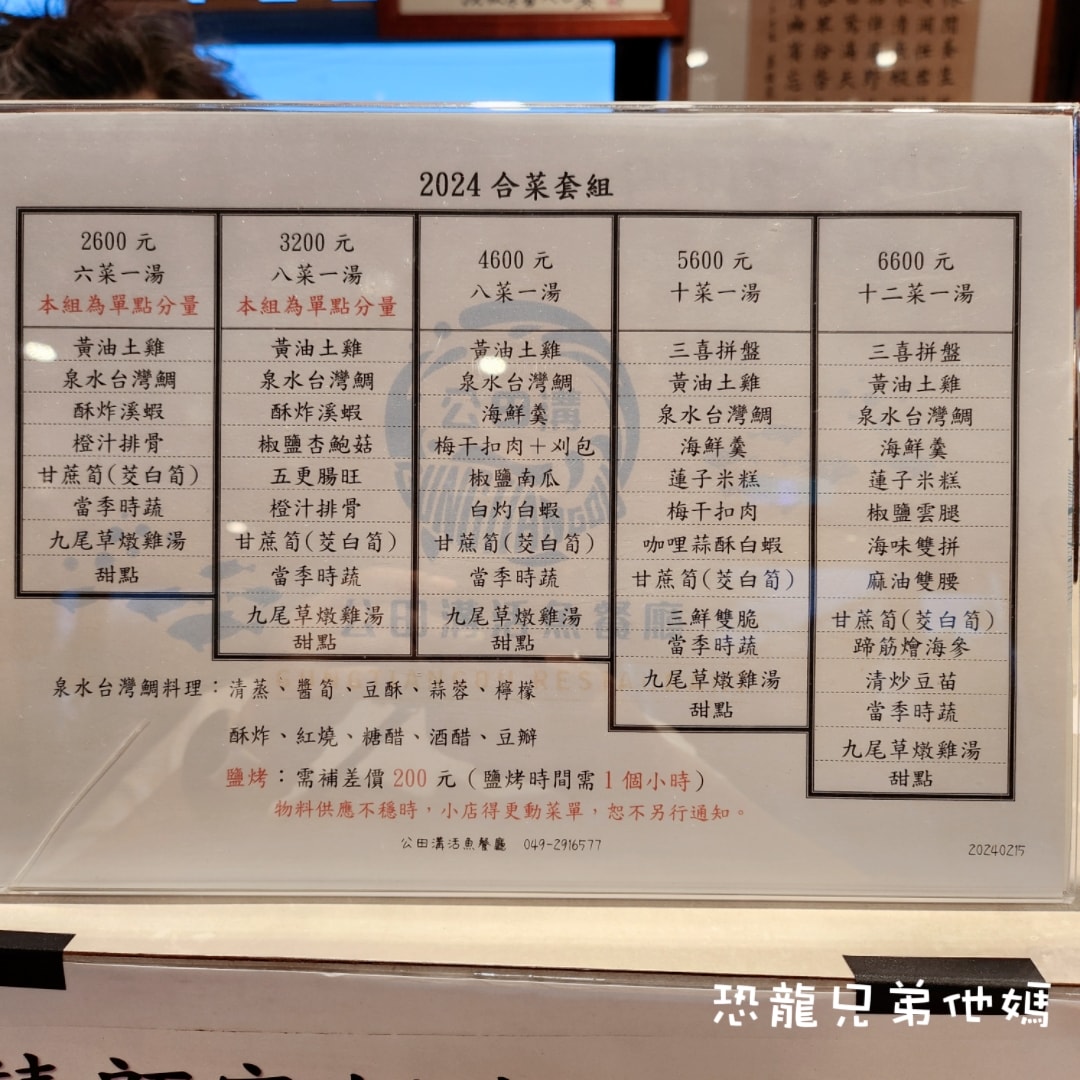 2024 合菜套組
2600 元
六菜一湯
本組為單點分量
黃油土雞
泉水台灣鯛
酥炸溪蝦
橙汁排骨
甘蔗筍(茭白筍)
當季時蔬
九尾草燉雞湯
甜點
3200 元
八菜一湯
本組為單點分量
黃油土雞
泉水台灣鯛
酥炸溪蝦
椒鹽杏鮑菇
五更腸旺
橙汁排骨
甘蔗筍(茭白筍)
當季時蔬
九尾草燉雞湯
甜點
4600 元
八菜一湯
黃油土雞
泉水台灣鯛
海鮮羹
梅干扣肉＋刈包
椒鹽南瓜
白灼白蝦
甘蔗筍(茭白筍)
當季時蔬
九尾草燉雞湯
甜點
5600 元
十菜一湯
三喜拼盤
黃油土雞
泉水台灣鯛
海鮮羹
蓮子米糕
梅干扣肉
咖哩蒜酥白蝦
甘蔗筍(茭白筍)
三鮮雙脆
當季時蔬
九尾草燉雞湯
甜點
6600 元
十二菜一湯
三喜拼盤
黃油土雞
泉水台灣鯛
海鮮羹
蓮子米糕
椒鹽雲腿
海味雙拼
麻油雙腰
甘蔗筍(茭白筍)
蹄筋燴海參
清炒豆苗
當季時蔬
九尾草燉雞湯
甜點
泉水台灣鯛料理：清蒸、醬筍、豆酥、蒜蓉、檸檬
酥炸、紅燒、糖醋、酒醋、豆瓣
鹽烤：需補差價 200 元（鹽烤時間需 1 個小時）
物料供應不穩時，小店得更動菜單，恕不另行通知。
公田溝活魚餐廳 049-2916577
20240215
恐龍兄弟他媽